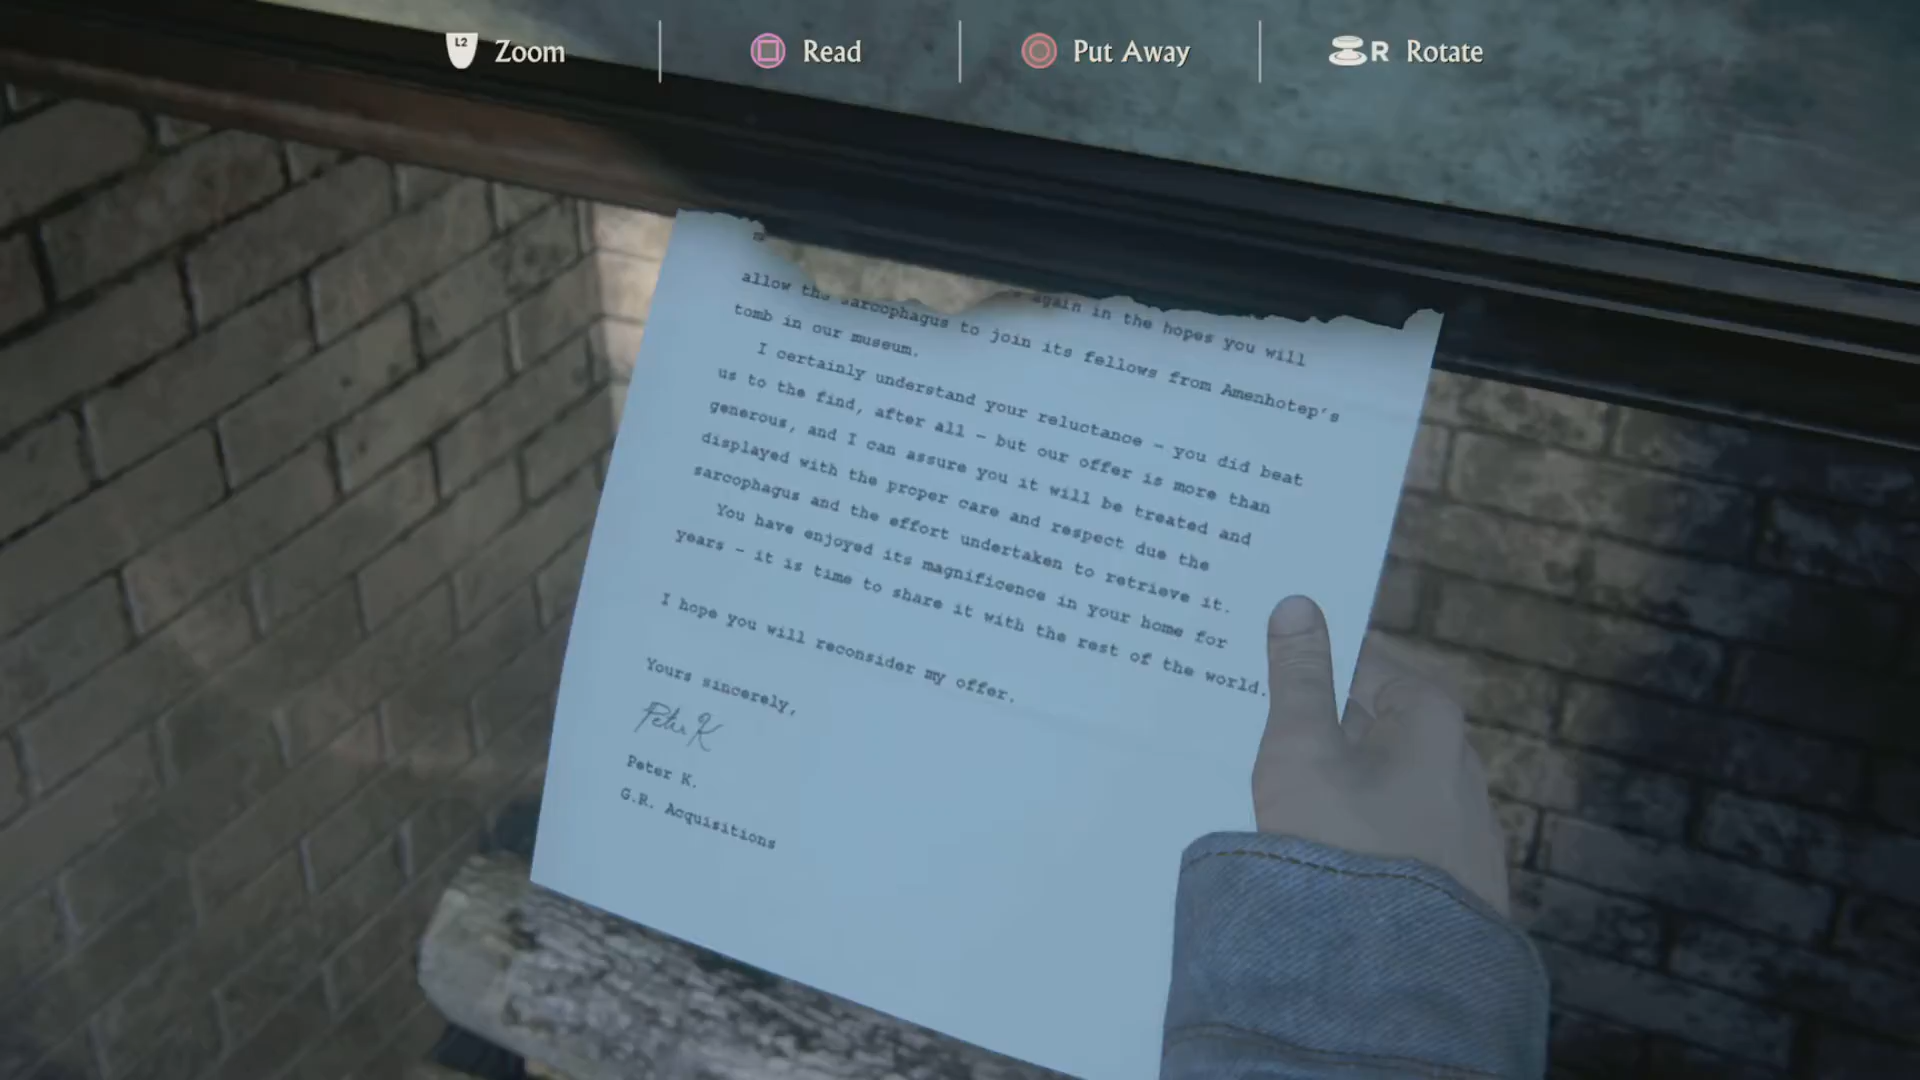 L2 Zoom
Read
Put Away
R Rotate
again in the hopes you will
allow the sarcophagus to join its fellows from Amenhotep's
tomb in our museum.
I certainly understand your reluctance – you did beat
us to the find, after all – but our offer is more than
generous, and I can assure you it will be treated and
displayed with the proper care and respect due the
sarcophagus and the effort undertaken to retrieve it.
You have enjoyed its magnificence in your home for
years – it is time to share it with the rest of the world.
I hope you will reconsider my offer.
Yours sincerely,
Peter K
Peter K.
G.R. Acquisitions